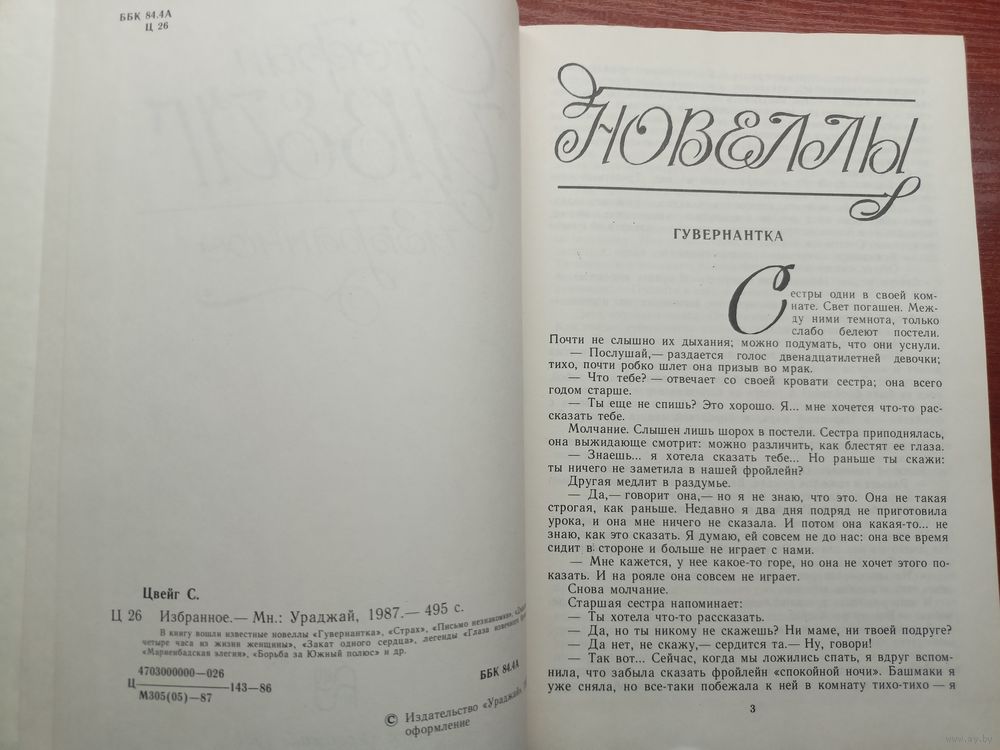 ББК 84.4А
Ц 26
Цвейг С.
Ц 26 Избранное.— Мн.: Ураджай, 1987.— 495 с.
В книгу вошли известные новеллы «Гувернантка», «Страх», «Письмо незнакомки»,
четыре часа из жизни женщины», «Закат одного сердца», легенды «Глаза извечного
«Мариенбадская элегия», «Борьба за Южный полюс» и др.
4703000000—026
Ц 143—86
М305(05)—87
ББК 84.4А
© Издательство «Ураджай»,
оформление
НОВЕЛЛЫ
ГУВЕРНАНТКА
Сестры одни в своей ком-
нате. Свет погашен. Меж-
ду ними темнота, только
слабо белеют постели.
Почти не слышно их дыхания; можно подумать, что они уснули.
— Послушай,— раздается голос двенадцатилетней девочки;
тихо, почти робко шлет она призыв во мрак.
— Что тебе? — отвечает со своей кровати сестра; она всего
годом старше.
— Ты еще не спишь? Это хорошо. Я... мне хочется что-то рас-
сказать тебе.
Молчание. Слышен лишь шорох в постели. Сестра приподнялась,
она выжидающе смотрит: можно различить, как блестят ее глаза.
— Знаешь... я хотела сказать тебе... Но раньше ты скажи:
ты ничего не заметила в нашей фройлейн?
Другая медлит в раздумье.
— Да,— говорит она,— но я не знаю, что это. Она не такая
строгая, как раньше. Недавно я два дня подряд не приготовила
урока, и она мне ничего не сказала. И потом она какая-то... не
знаю, как это сказать. Я думаю, ей совсем не до нас: она все время
сидит в стороне и больше не играет с нами.
— Мне кажется, у нее какое-то горе, но она не хочет этого по-
казать. И на рояле она совсем не играет.
Снова молчание.
Старшая сестра напоминает:
— Ты хотела что-то рассказать.
— Да, но ты никому не скажешь? Ни маме, ни твоей подруге?
— Да нет, не скажу,— сердится та.— Ну, говори!
— Так вот... Сейчас, когда мы ложились спать, я вдруг вспом-
нила, что забыла сказать фройлейн «спокойной ночи». Башмаки я
уже сняла, но все-таки побежала к ней в комнату тихо-тихо — я
3
www.ay.by